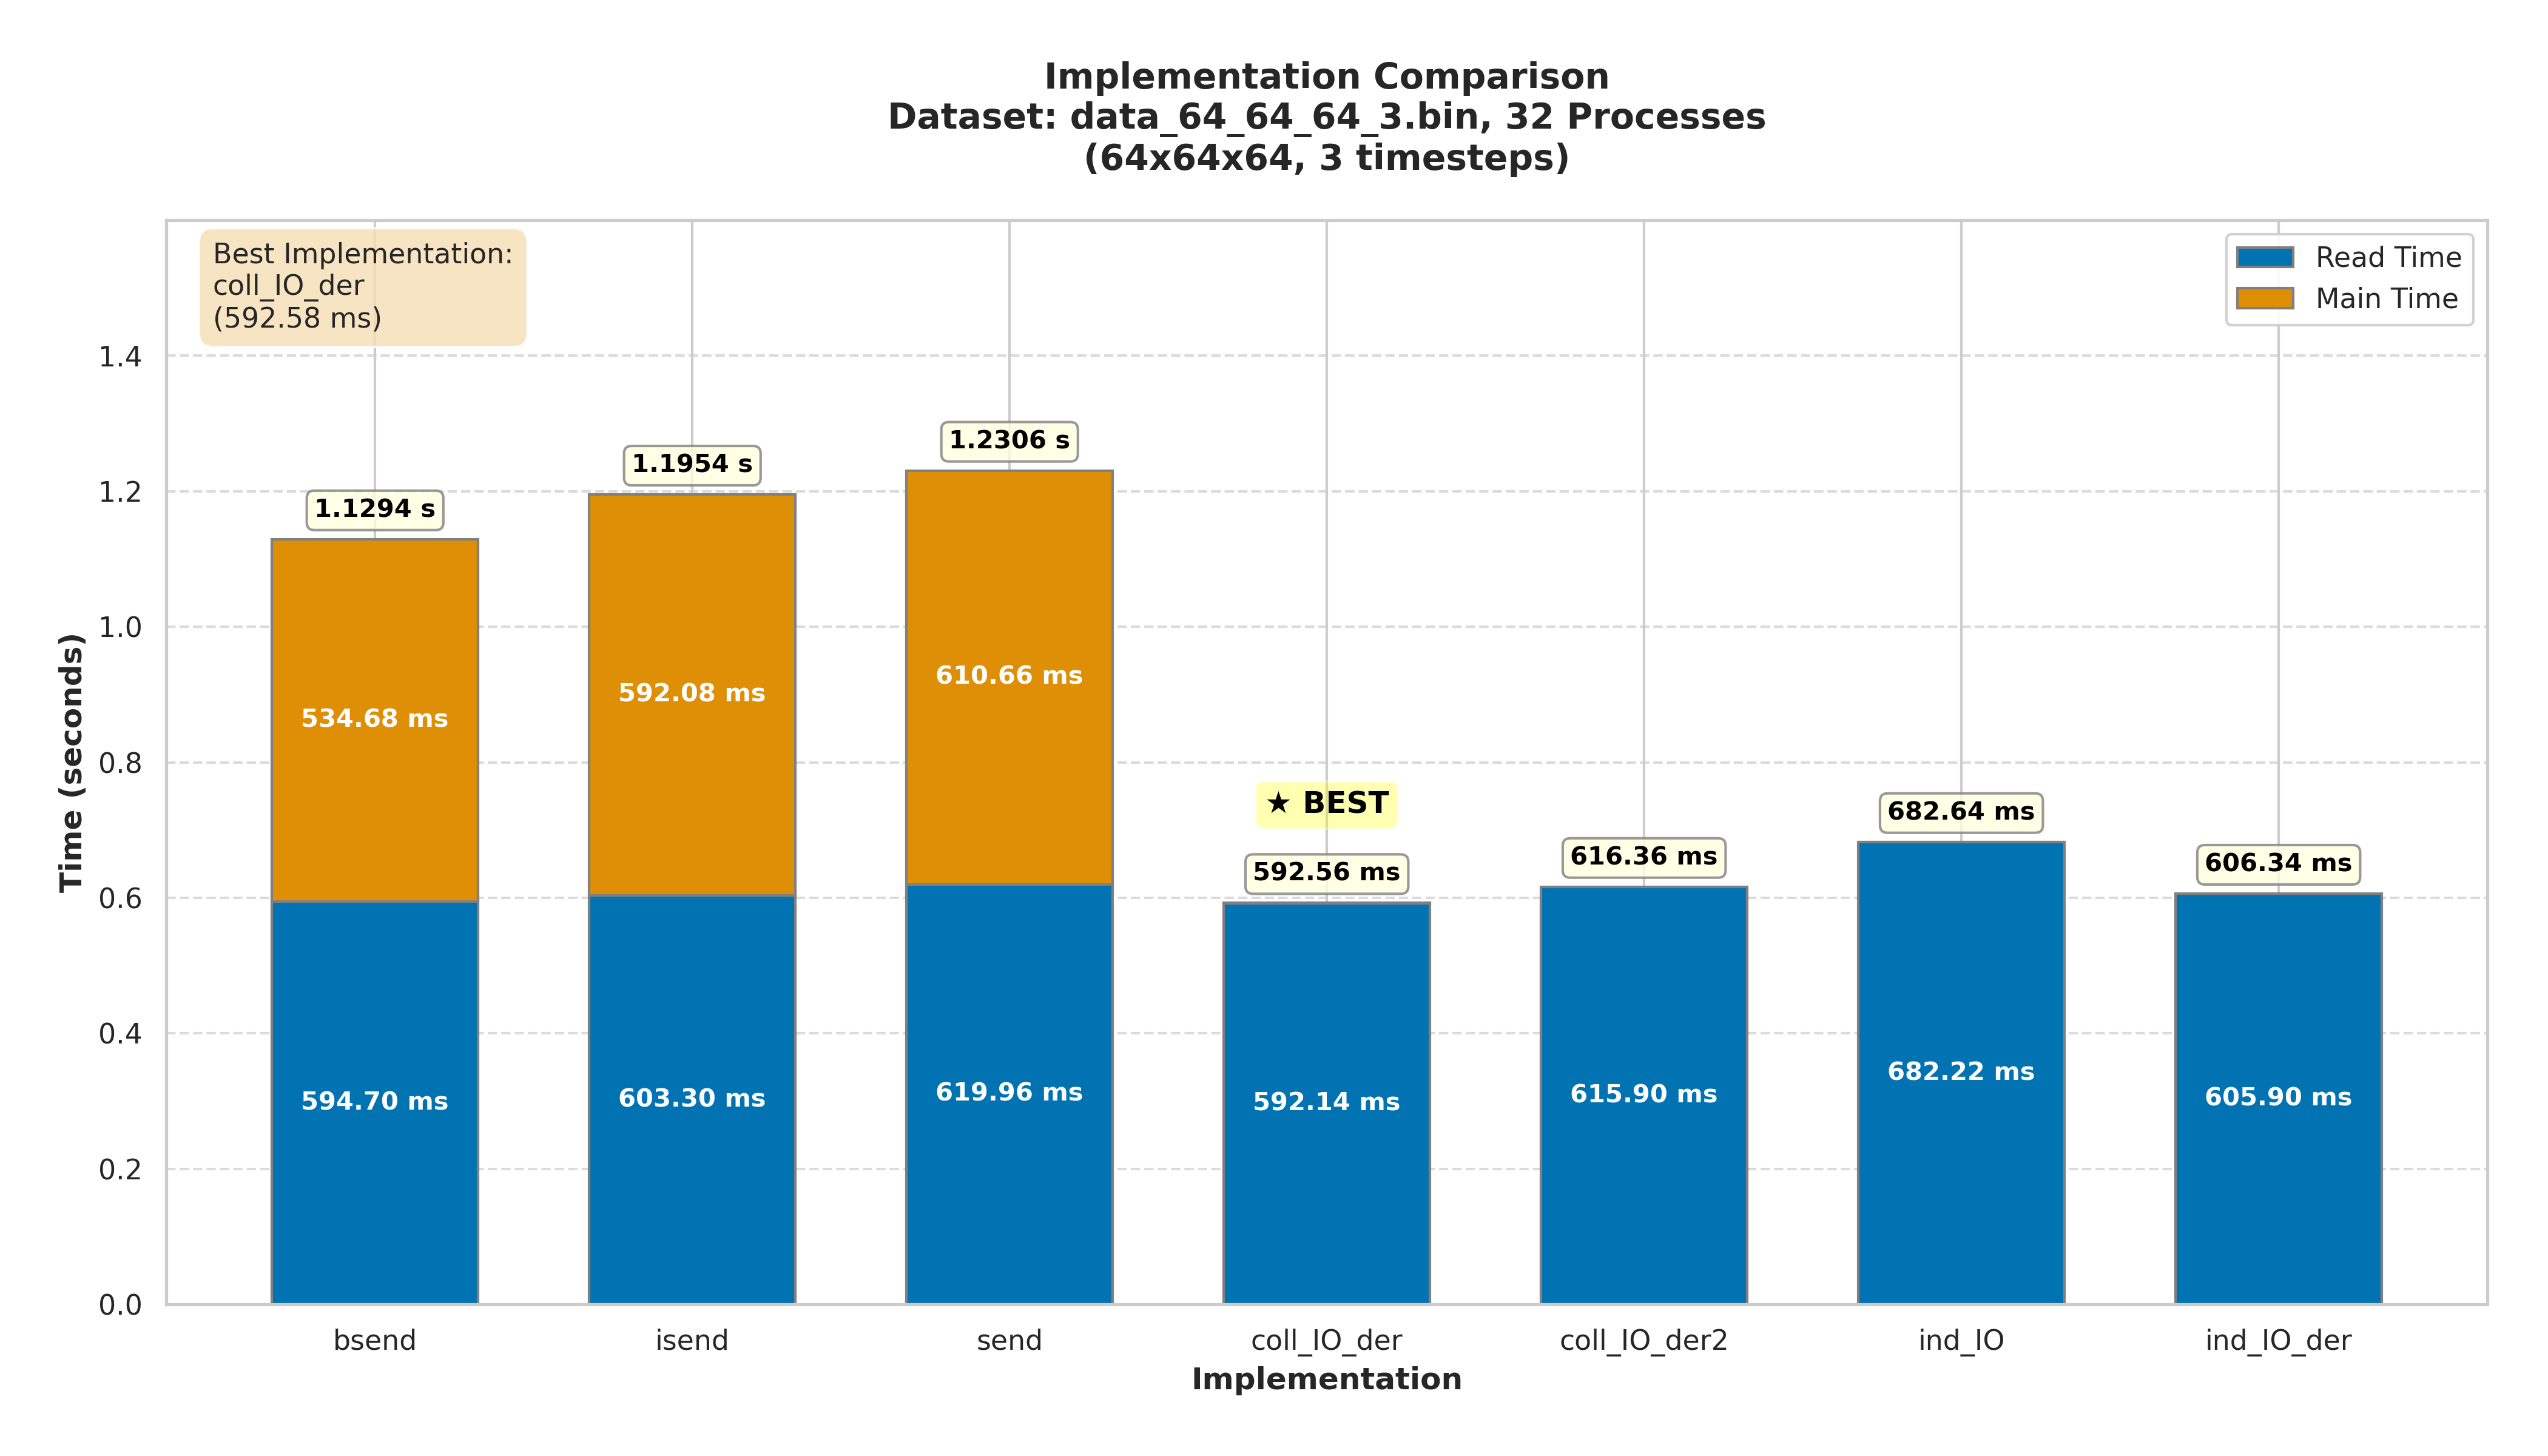 Implementation Comparison
Dataset: data_64_64_64_3.bin, 32 Processes
(64x64x64, 3 timesteps)
Best Implementation:
coll_IO_der
(592.58 ms)
Read Time
Main Time
Time (seconds)
1.4
1.2
1.0
0.8
0.6
0.4
0.2
0.0
1.1294 s
534.68 ms
594.70 ms
1.1954 s
592.08 ms
603.30 ms
1.2306 s
610.66 ms
619.96 ms
★ BEST
592.56 ms
592.14 ms
616.36 ms
615.90 ms
682.64 ms
682.22 ms
606.34 ms
605.90 ms
bsend
isend
send
coll_IO_der
coll_IO_der2
ind_IO
ind_IO_der
Implementation